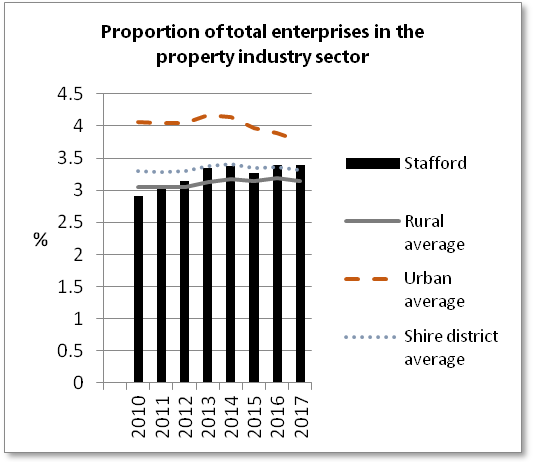 Proportion of total enterprises in the
property industry sector
4.5
4
3.5
3
2.5
2
1.5
1
0.5
0
%
2010
2011
2012
2013
2014
2015
2016
2017
Stafford
Rural
average
Urban
average
Shire district
average